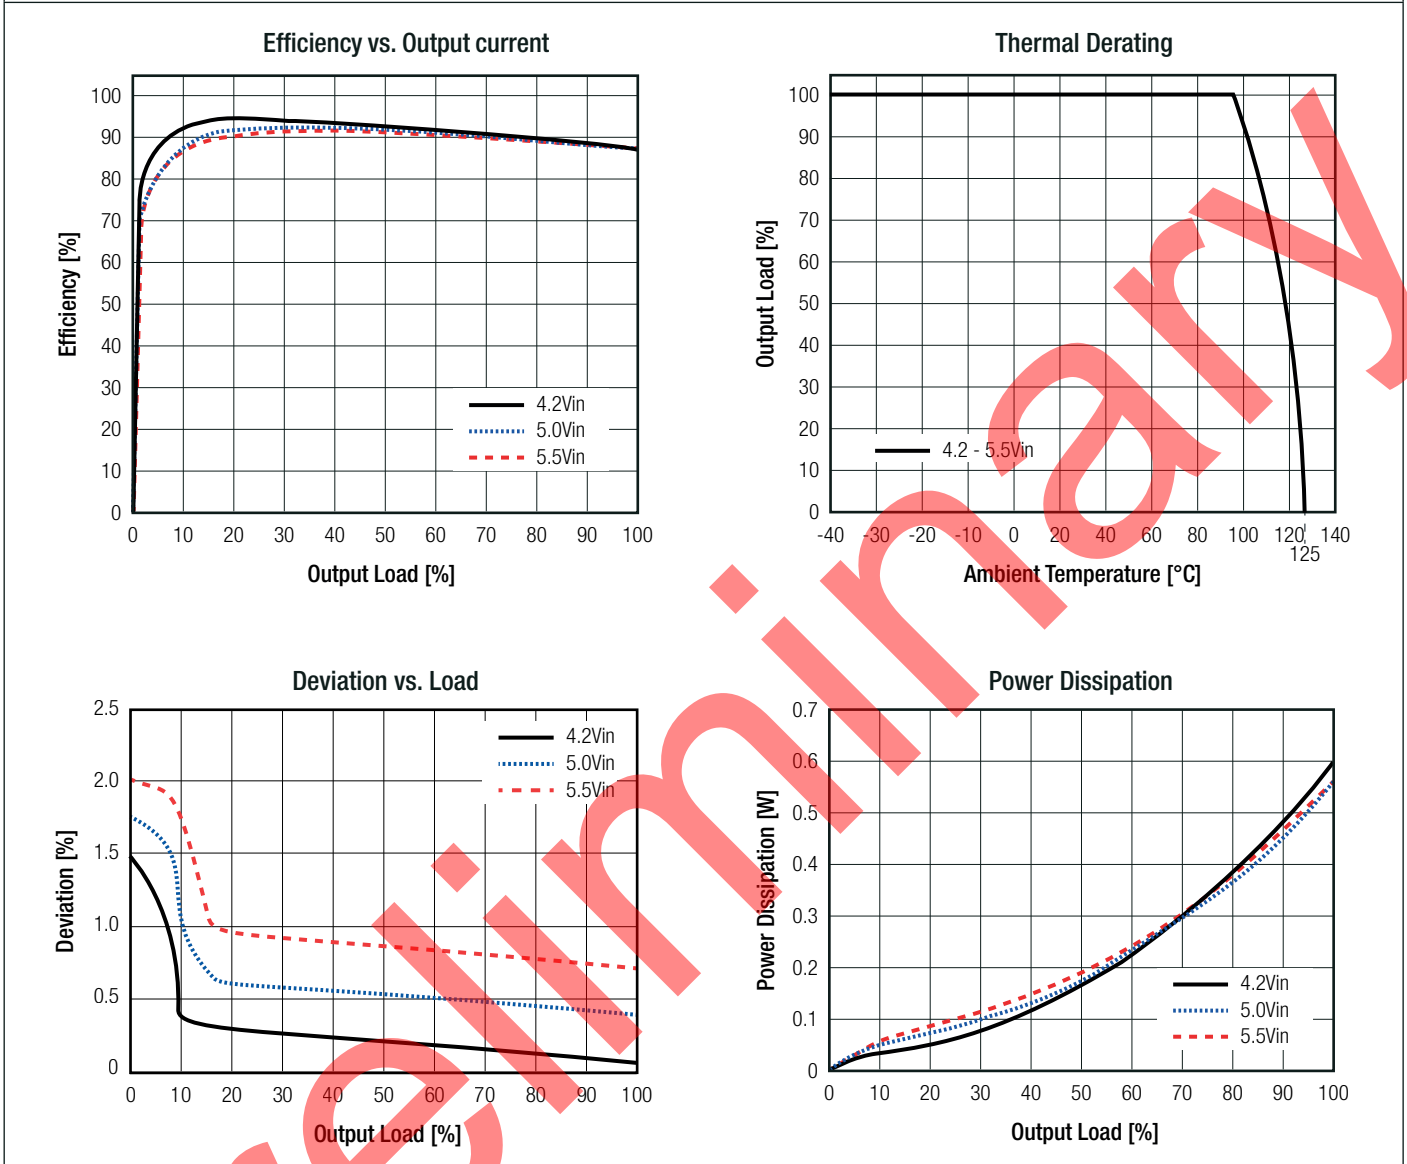 Efficiency vs. Output current
Efficiency [%]
100
90
80
70
60
50
40
30
20
10
0
4.2Vin
5.0Vin
5.5Vin
0 10 20 30 40 50 60 70 80 90 100
Output Load [%]
Thermal Derating
Output Load [%]
100
90
80
70
60
50
40
30
20
10
0
4.2 - 5.5Vin
-40 -30 -20 -10 0 20 40 60 80 100 120 140
125
Ambient Temperature [°C]
Deviation vs. Load
Deviation [%]
2.5
2.0
1.5
1.0
0.5
0
4.2Vin
5.0Vin
5.5Vin
0 10 20 30 40 50 60 70 80 90 100
Output Load [%]
Power Dissipation
Power Dissipation [W]
0.7
0.6
0.5
0.4
0.3
0.2
0.1
0
4.2Vin
5.0Vin
5.5Vin
0 10 20 30 40 50 60 70 80 90 100
Output Load [%]
eliminary